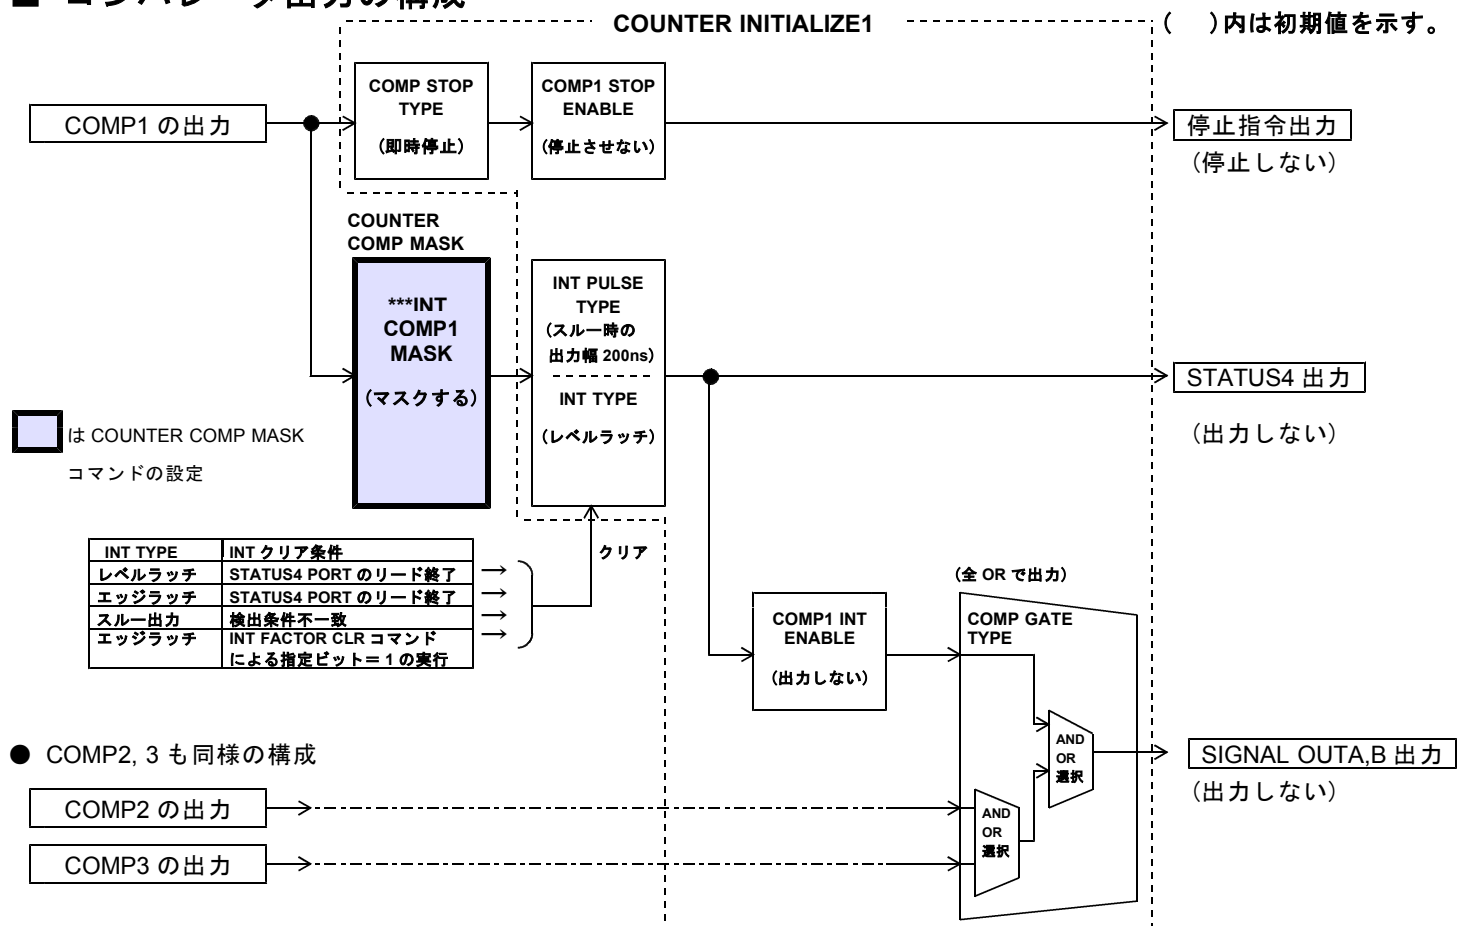 ■ コンパレータ出力の構成
COUNTER INITIALIZE1
(　)内は初期値を示す。
COMP1 の出力
COMP STOP
TYPE
(即時停止)
COMP1 STOP
ENABLE
(停止させない)
停止指令出力
(停止しない)
COUNTER
COMP MASK
***INT
COMP1
MASK
(マスクする)
INT PULSE
TYPE
(スルー時の
出力幅 200ns)
INT TYPE
(レベルラッチ)
STATUS4 出力
(出力しない)
は COUNTER COMP MASK
コマンドの設定
クリア
INT TYPE INT クリア条件
レベルラッチ STATUS4 PORT のリード終了
エッジラッチ STATUS4 PORT のリード終了
スルー出力 検出条件不一致
エッジラッチ INT FACTOR CLR コマンド
による指定ビット＝1 の実行
COMP1 INT
ENABLE
(出力しない)
(全 OR で出力)
COMP GATE
TYPE
AND
OR
選択
SIGNAL OUTA,B 出力
(出力しない)
● COMP2, 3 も同様の構成
COMP2 の出力
COMP3 の出力
AND
OR
選択